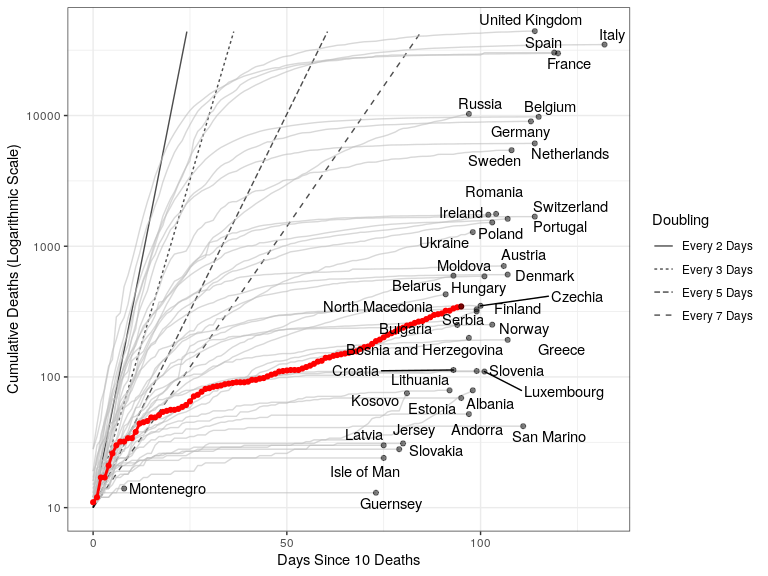 United Kingdom
Italy
Spain
France
Russia
Belgium
10000
Germany
Netherlands
Sweden
Romania
Ireland
Switzerland
Poland
Portugal
Ukraine
1000
Austria
Moldova
Denmark
Belarus
Hungary
Czechia
North Macedonia
Finland
Serbia
Bulgaria
Norway
Bosnia and Herzegovina
Greece
100
Croatia
Slovenia
Lithuania
Luxembourg
Kosovo
Estonia
Albania
Andorra
San Marino
Latvia
Jersey
Slovakia
Isle of Man
Montenegro
Guernsey
10
0
50
100
Days Since 10 Deaths
Cumulative Deaths (Logarithmic Scale)
Doubling
Every 2 Days
Every 3 Days
Every 5 Days
Every 7 Days